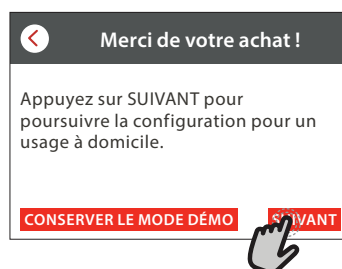 Merci de votre achat !
Appuyez sur SUIVANT pour
poursuivre la configuration pour un
usage à domicile.
CONSERVER LE MODE DÉMO
SUIVANT